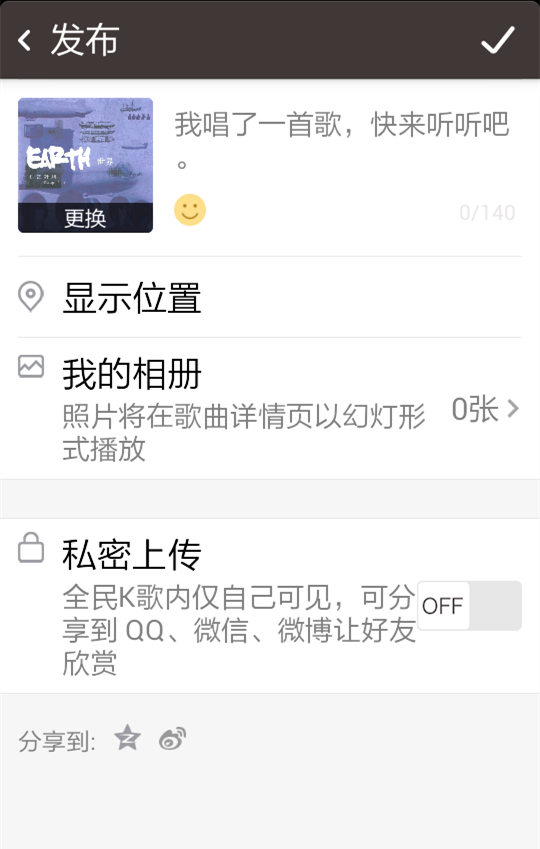 发布
我唱了一首歌，快来听听吧
。
EARTH 世界
更换
0/140
显示位置
我的相册
照片将在歌曲详情页以幻灯形
式播放
0张
私密上传
全民K歌内仅自己可见，可分
享到 QQ、微信、微博让好友
欣赏
OFF
分享到: